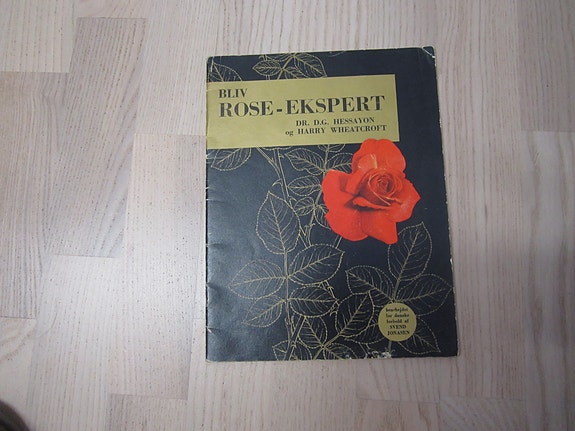 BLIV
ROSE-EKSPERT
DR. D.G. HESSAYON
og HARRY WHEATCROFT
bearbejdet
for danske
forhold af
SVEND
JONASEN